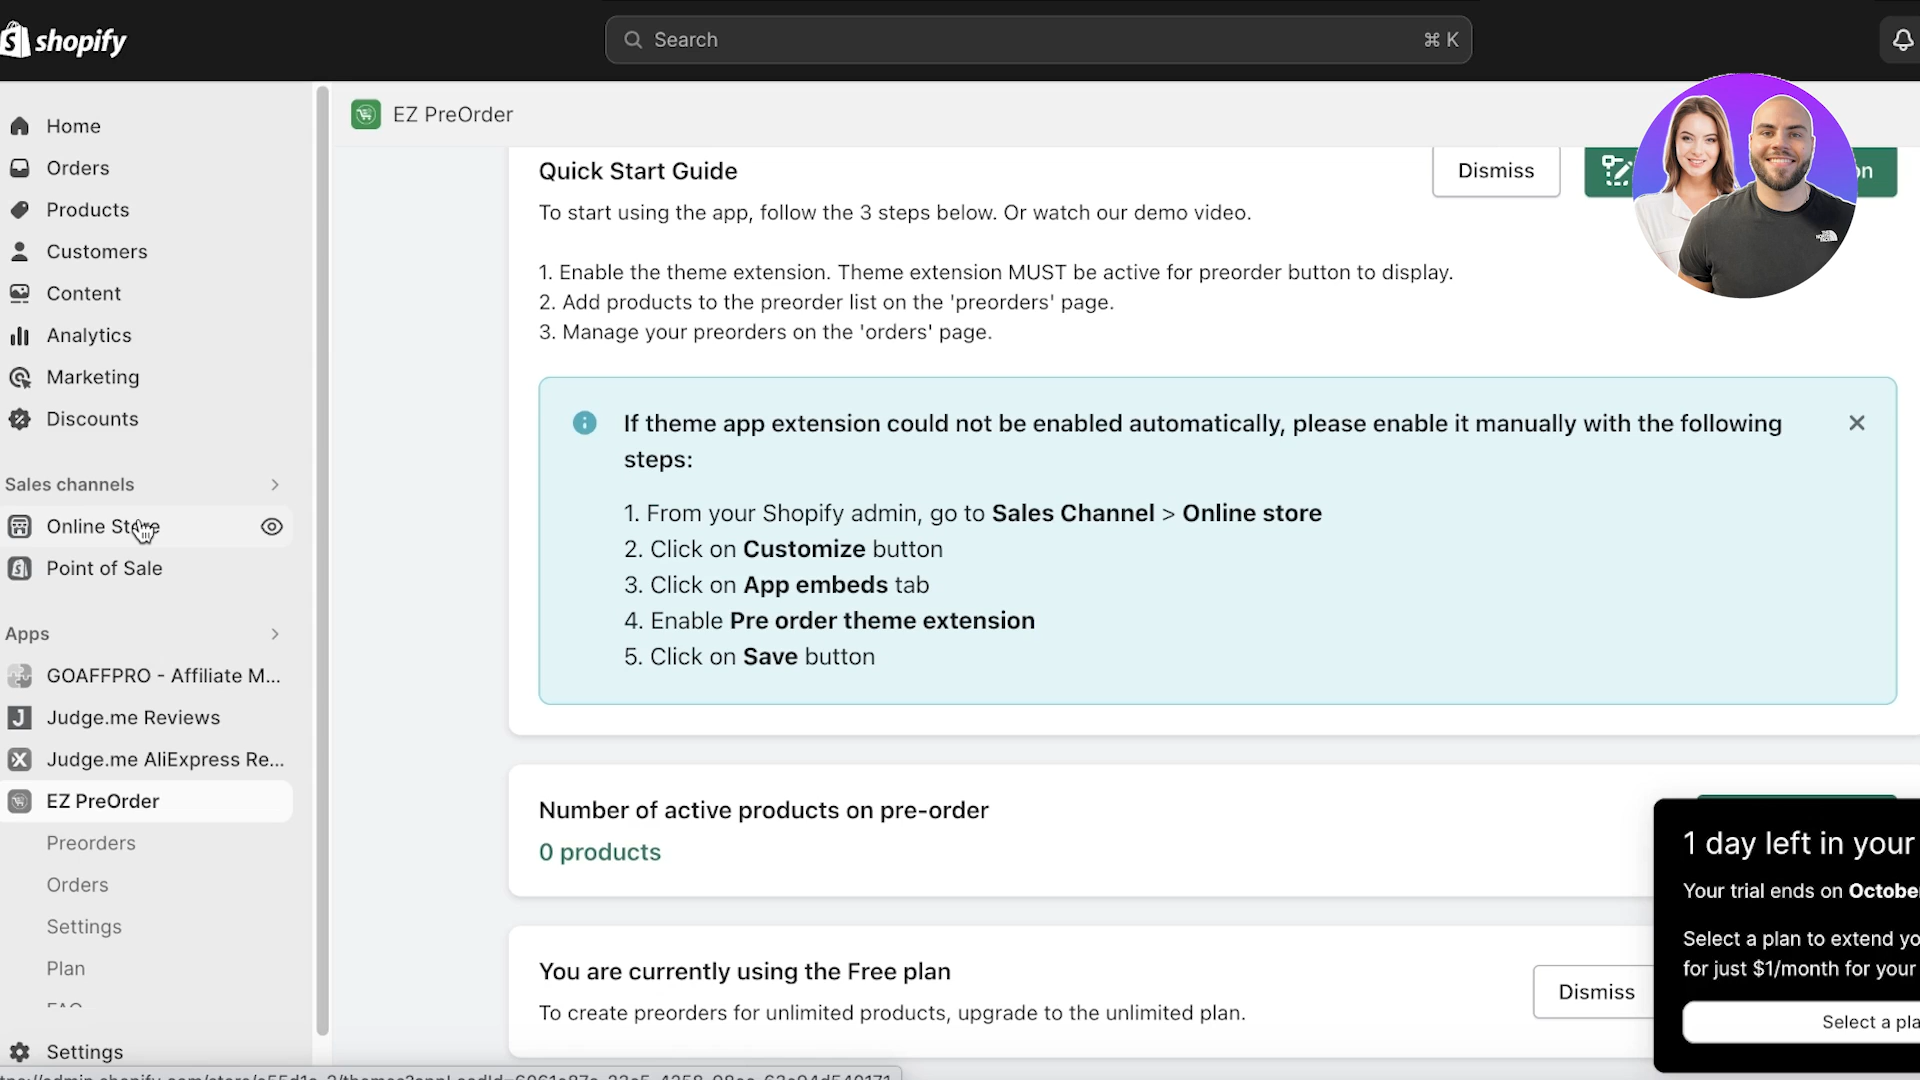 shopify
Search
⌘ K
Home
Orders
Products
Customers
Content
Analytics
Marketing
Discounts
Sales channels
Online Store
Point of Sale
Apps
GOAFFPRO - Affiliate M...
Judge.me Reviews
Judge.me AliExpress Re...
EZ PreOrder
Preorders
Orders
Settings
Plan
FAQ
Settings
EZ PreOrder
Quick Start Guide
Dismiss
To start using the app, follow the 3 steps below. Or watch our demo video.
1. Enable the theme extension. Theme extension MUST be active for preorder button to display.
2. Add products to the preorder list on the 'preorders' page.
3. Manage your preorders on the 'orders' page.
If theme app extension could not be enabled automatically, please enable it manually with the following
steps:
1. From your Shopify admin, go to Sales Channel > Online store
2. Click on Customize button
3. Click on App embeds tab
4. Enable Pre order theme extension
5. Click on Save button
Number of active products on pre-order
0 products
You are currently using the Free plan
To create preorders for unlimited products, upgrade to the unlimited plan.
Dismiss
1 day left in your
Your trial ends on Octobe
Select a plan to extend yo
for just $1/month for your
Select a pla